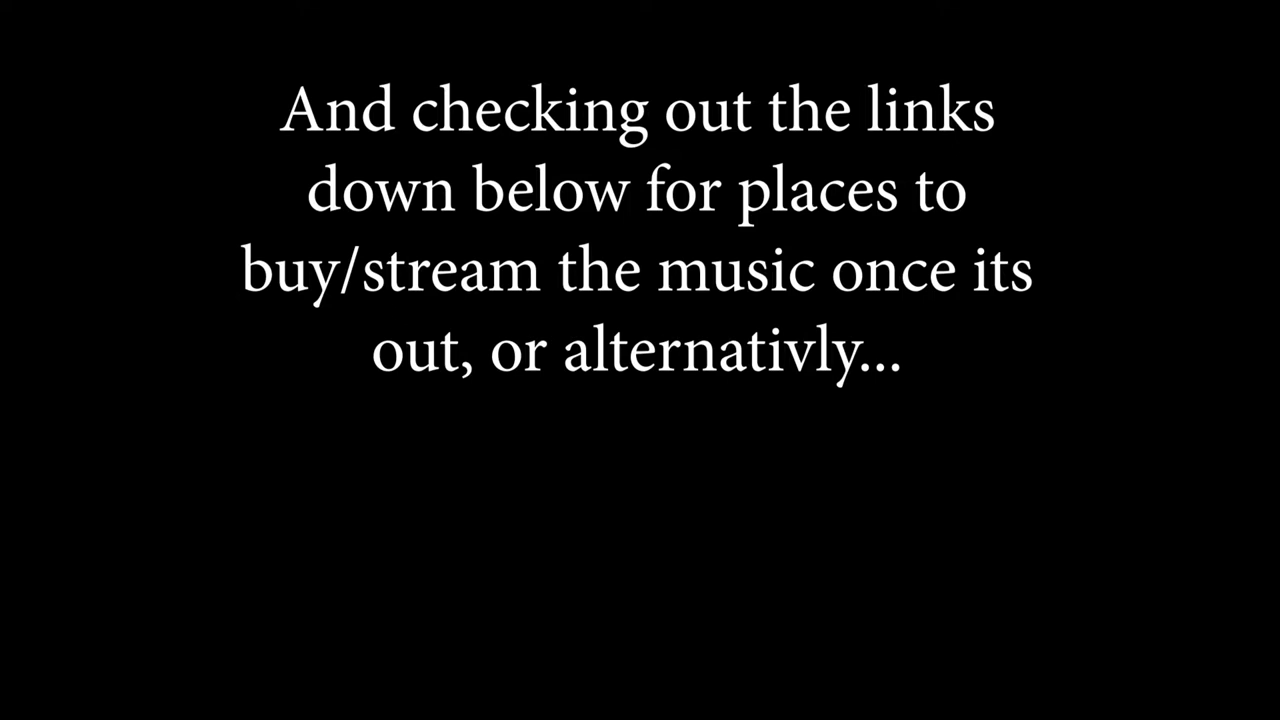 And checking out the links
down below for places to
buy/stream the music once its
out, or alternativly...